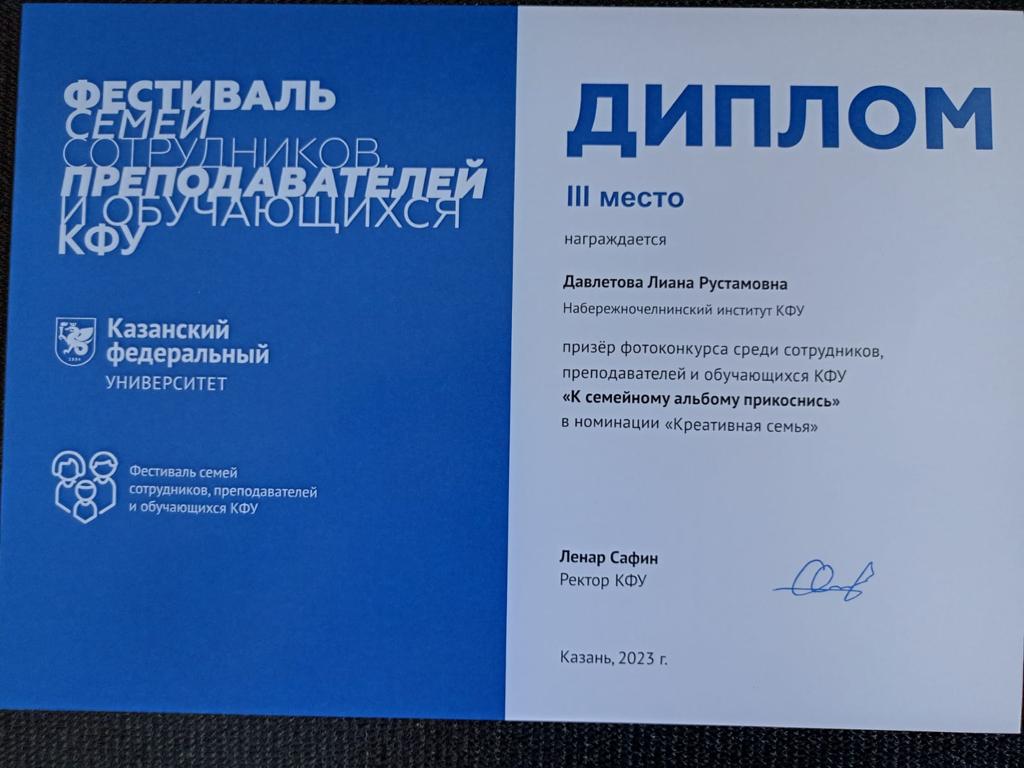 ФЕСТИВАЛЬ
СЕМЕЙ
СОТРУДНИКОВ,
ПРЕПОДАВАТЕЛЕЙ
И ОБУЧАЮЩИХСЯ
КФУ
Казанский
федеральный
УНИВЕРСИТЕТ
1804
Фестиваль семей
сотрудников, преподавателей
и обучающихся КФУ
ДИПЛОМ
III место
награждается
Давлетова Лиана Рустамовна
Набережночелнинский институт КФУ
призёр фотоконкурса среди сотрудников,
преподавателей и обучающихся КФУ
«К семейному альбому прикоснись»
в номинации «Креативная семья»
Ленар Сафин
Ректор КФУ
Казань, 2023 г.